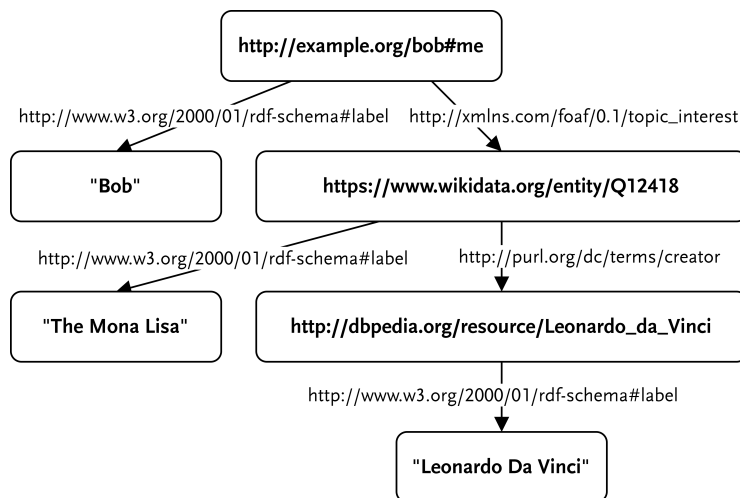 http://example.org/bob#me
http://www.w3.org/2000/01/rdf-schema#label
http://xmlns.com/foaf/0.1/topic_interest
"Bob"
https://www.wikidata.org/entity/Q12418
http://www.w3.org/2000/01/rdf-schema#label
http://purl.org/dc/terms/creator
"The Mona Lisa"
http://dbpedia.org/resource/Leonardo_da_Vinci
http://www.w3.org/2000/01/rdf-schema#label
"Leonardo Da Vinci"